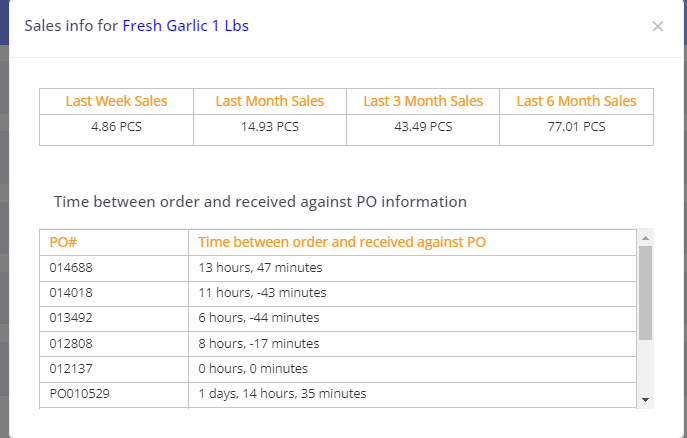 Sales info for Fresh Garlic 1 Lbs ×
Last Week Sales Last Month Sales Last 3 Month Sales Last 6 Month Sales
4.86 PCS 14.93 PCS 43.49 PCS 77.01 PCS
Time between order and received against PO information
PO# Time between order and received against PO
014688 13 hours, 47 minutes
014018 11 hours, -43 minutes
013492 6 hours, -44 minutes
012808 8 hours, -17 minutes
012137 0 hours, 0 minutes
PO010529 1 days, 14 hours, 35 minutes